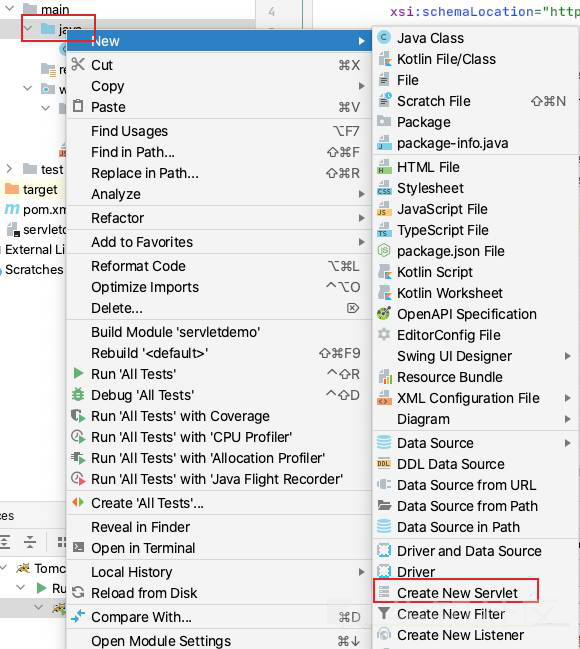 main
4
xsi:schemaLocation="http
java
New
Cut ⌘X
Copy
Paste ⌘V
Find Usages ⌥F7
Find in Path... ⇧⌘F
Replace in Path... ⇧⌘R
Analyze
Refactor
Add to Favorites
Reformat Code ⌥⌘L
Optimize Imports ^⌥O
Delete... ⌦
Build Module 'servletdemo'
Rebuild '<default>' ⇧⌘F9
Run 'All Tests' ^⇧R
Debug 'All Tests' ^⇧D
Run 'All Tests' with Coverage
Run 'All Tests' with 'CPU Profiler'
Run 'All Tests' with 'Allocation Profiler'
Run 'All Tests' with 'Java Flight Recorder'
Create 'All Tests'...
Reveal in Finder
Open in Terminal
Local History
Reload from Disk
Compare With... ⌘D
Open Module Settings ⌘↓
Java Class
Kotlin File/Class
File
Scratch File ⇧⌘N
Package
package-info.java
HTML File
Stylesheet
JavaScript File
TypeScript File
package.json File
Kotlin Script
Kotlin Worksheet
OpenAPI Specification
EditorConfig File
Swing UI Designer
Resource Bundle
XML Configuration File
Diagram
Data Source
DDL Data Source
Data Source from URL
Data Source from Path
Data Source in Path
Driver and Data Source
Driver
Create New Servlet
Create New Filter
Create New Listener
re
w
test
target
pom.xm
servletd
External Li
Scratches
ces
Tomc
Run